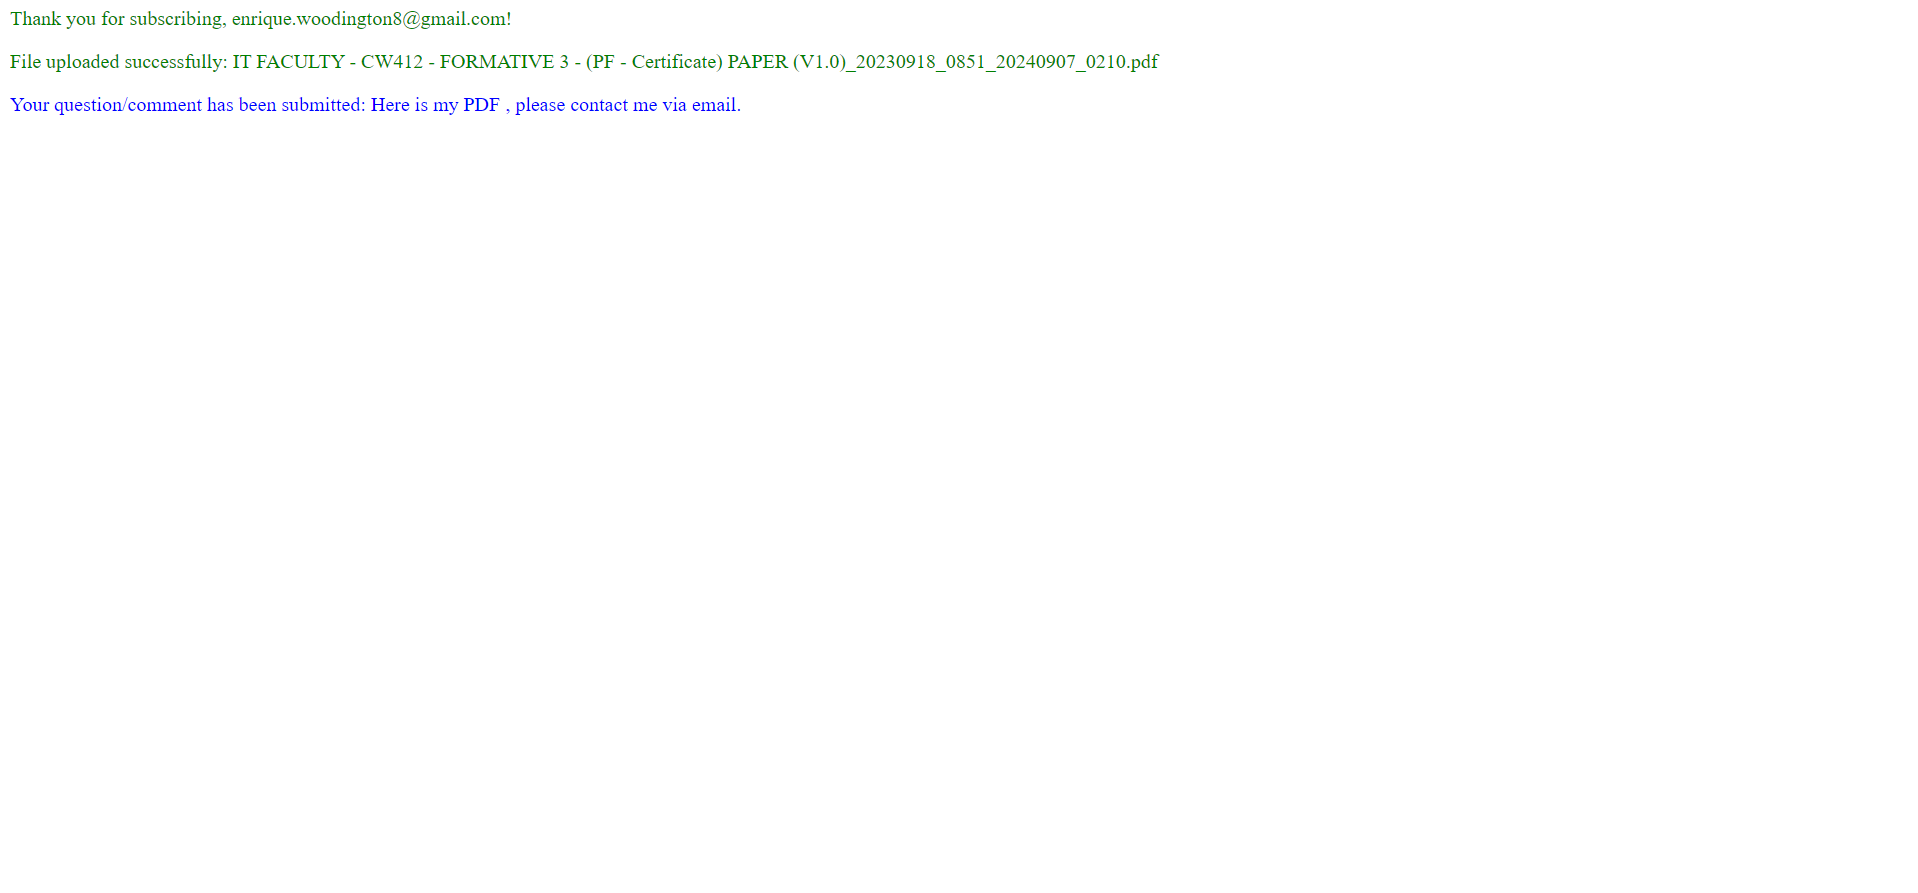 Thank you for subscribing, enrique.woodington8@gmail.com!
File uploaded successfully: IT FACULTY - CW412 - FORMATIVE 3 - (PF - Certificate) PAPER (V1.0)_20230918_0851_20240907_0210.pdf
Your question/comment has been submitted: Here is my PDF , please contact me via email.